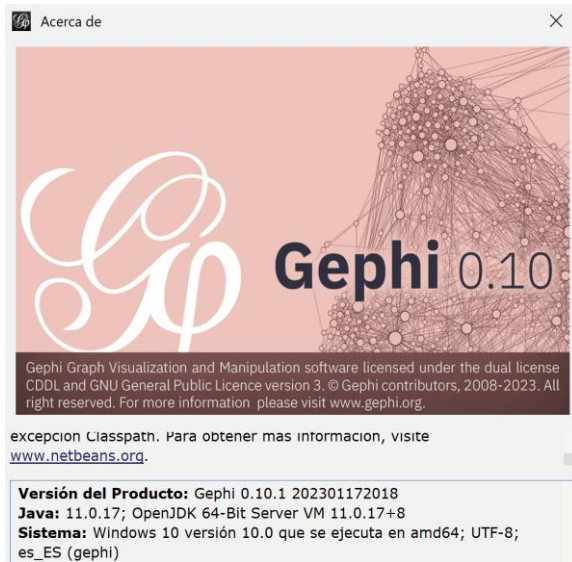 Acerca de
Gephi 0.10
Gephi Graph Visualization and Manipulation software licensed under the dual license
CDDL and GNU General Public Licence version 3. © Gephi contributors, 2008-2023. All
right reserved. For more information please visit www.gephi.org.
excepción Classpath. Para obtener más información, visite
www.netbeans.org.
Versión del Producto: Gephi 0.10.1 202301172018
Java: 11.0.17; OpenJDK 64-Bit Server VM 11.0.17+8
Sistema: Windows 10 versión 10.0 que se ejecuta en amd64; UTF-8;
es_ES (gephi)